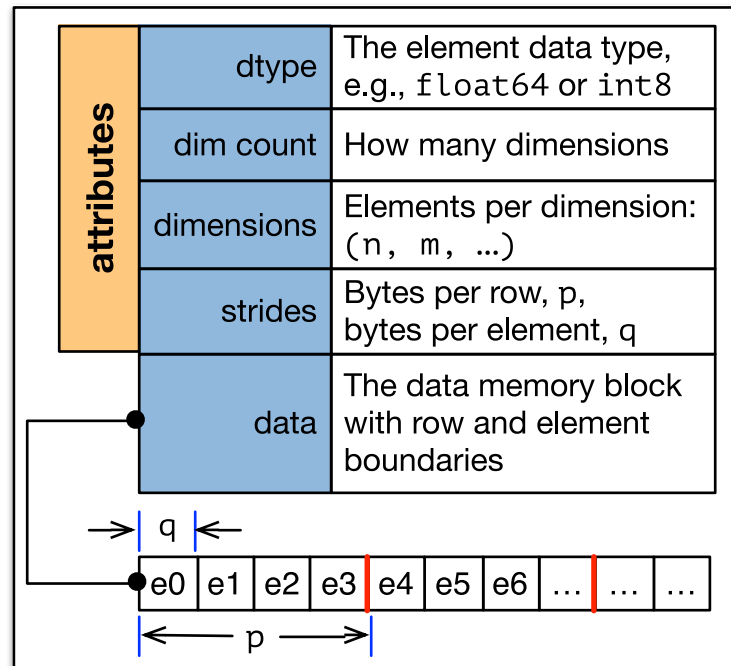 attributes
dtype
The element data type,
e.g., float64 or int8
dim count
How many dimensions
dimensions
Elements per dimension:
(n, m, …)
strides
Bytes per row, p,
bytes per element, q
data
The data memory block
with row and element
boundaries
q
e0 e1 e2 e3 e4 e5 e6 … … …
p